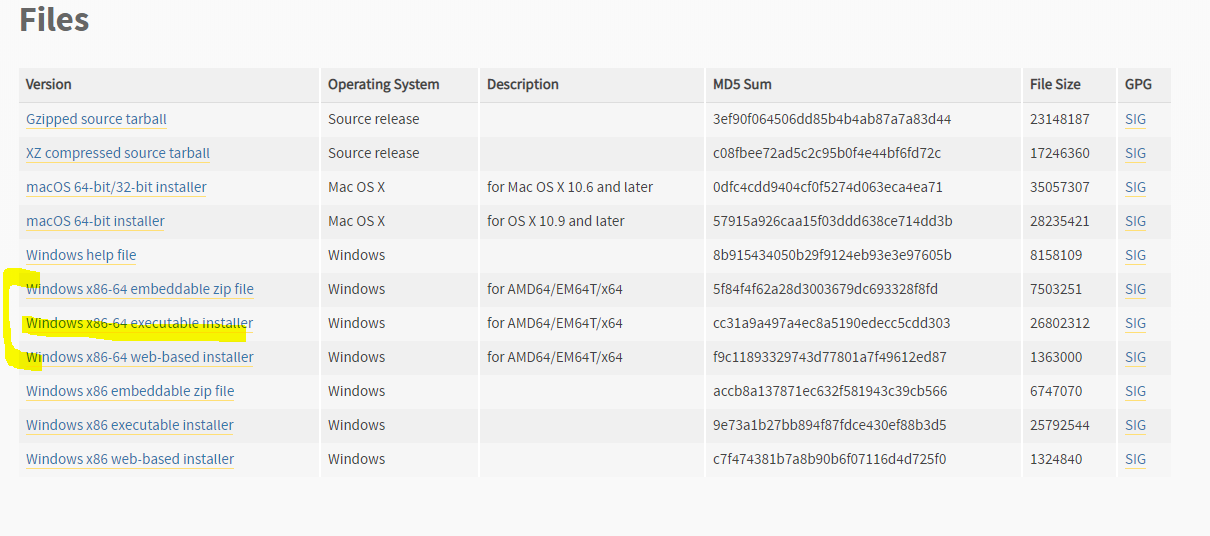 Files
Version Operating System Description MD5 Sum File Size GPG
Gzipped source tarball Source release 3ef90f064506dd85b4b4ab87a7a83d44 23148187 SIG
XZ compressed source tarball Source release c08fbee72ad5c2c95b0f4e44bf6fd72c 17246360 SIG
macOS 64-bit/32-bit installer Mac OS X for Mac OS X 10.6 and later 0dfc4cdd9404cf0f5274d063eca4ea71 35057307 SIG
macOS 64-bit installer Mac OS X for OS X 10.9 and later 57915a926caa15f03ddd638ce714dd3b 28235421 SIG
Windows help file Windows 8b915434050b29f9124eb93e3e97605b 8158109 SIG
Windows x86-64 embeddable zip file Windows for AMD64/EM64T/x64 5f84f4f62a28d3003679dc693328f8fd 7503251 SIG
Windows x86-64 executable installer Windows for AMD64/EM64T/x64 cc31a9a497a4ec8a5190edecc5cdd303 26802312 SIG
Windows x86-64 web-based installer Windows for AMD64/EM64T/x64 f9c11893329743d77801a7f49612ed87 1363000 SIG
Windows x86 embeddable zip file Windows accb8a137871ec632f581943c39cb566 6747070 SIG
Windows x86 executable installer Windows 9e73a1b27bb894f87fdce430ef88b3d5 25792544 SIG
Windows x86 web-based installer Windows c7f474381b7a8b90b6f07116d4d725f0 1324840 SIG